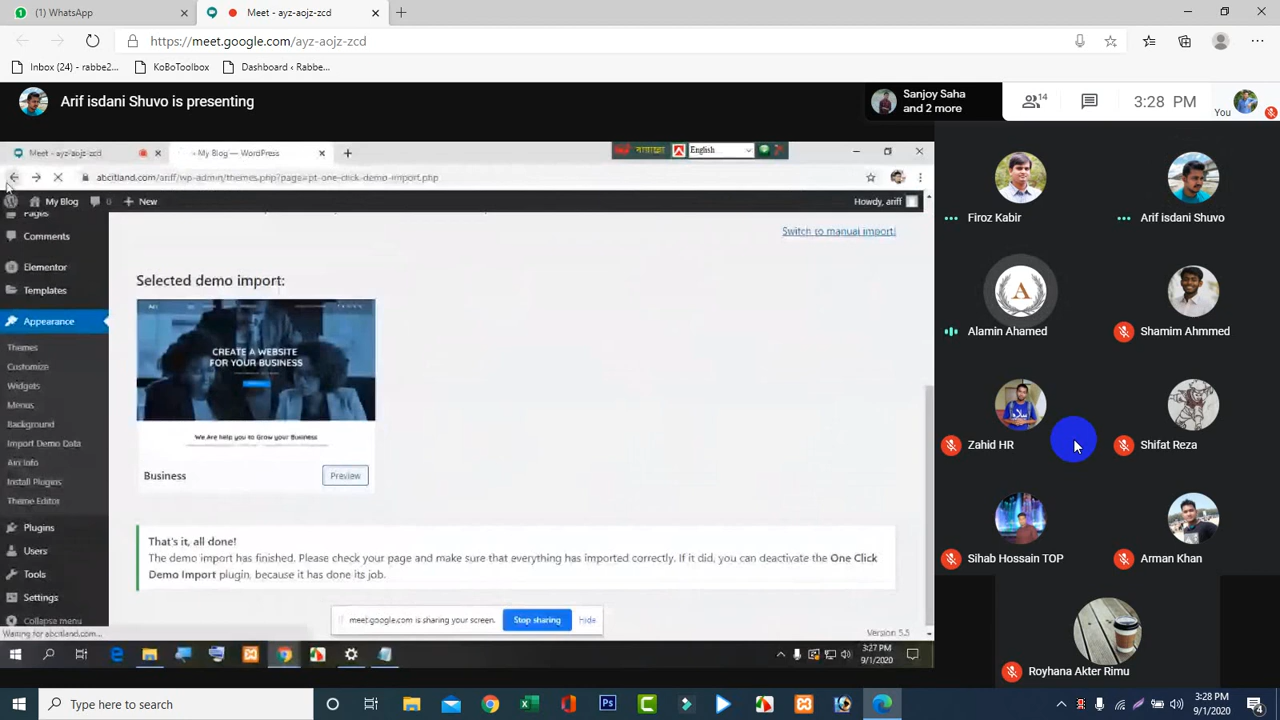 (1) WhatsApp
Meet - ayz-aojz-zcd
https://meet.google.com/ayz-aojz-zcd
Inbox (24) - rabbe2...
KoBoToolbox
Dashboard ‹ Rabbe...
Arif isdani Shuvo is presenting
Sanjoy Saha
and 2 more
14
3:28 PM
You
Meet - ayz-aojz-zcd
My Blog — WordPress
English
abcitland.com/ariff/wp-admin/themes.php?page=pt-one-click-demo-import.php
My Blog
0
New
Howdy, ariff
Pages
Comments
Elementor
Templates
Appearance
Themes
Customize
Widgets
Menus
Background
Import Demo Data
Airi Info
Install Plugins
Theme Editor
Plugins
Users
Tools
Settings
Collapse menu
Switch to manual import!
Selected demo import:
CREATE A WEBSITE
FOR YOUR BUSINESS
We Are help you to Grow your Business
Business
Preview
That's it, all done!
The demo import has finished. Please check your page and make sure that everything has imported correctly. If it did, you can deactivate the One Click
Demo Import plugin, because it has done its job.
meet.google.com is sharing your screen.
Stop sharing
Hide
Waiting for abcitland.com...
Version 5.5
3:27 PM
9/1/2020
Firoz Kabir
Arif isdani Shuvo
A
Alamin Ahamed
Shamim Ahmmed
Zahid HR
Shifat Reza
Sihab Hossain TOP
Arman Khan
Royhana Akter Rimu
Type here to search
3:28 PM
9/1/2020
4